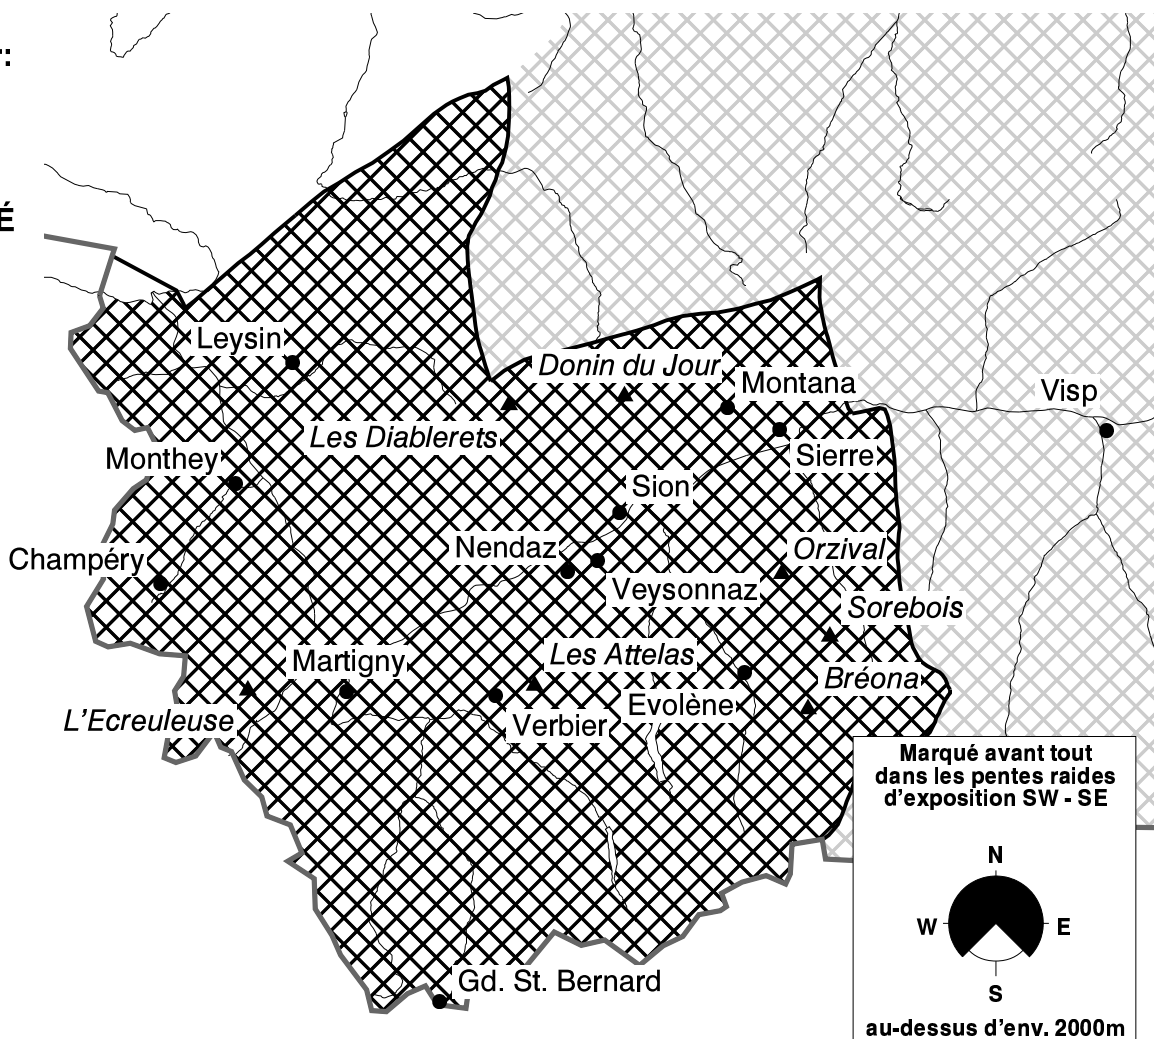 :
É
Leysin
Donin du Jour
Montana
Visp
Les Diablerets
Monthey
Sierre
Sion
Nendaz
Orzival
Champéry
Veysonnaz
Sorebois
Martigny
Les Attelas
Bréona
L'Ecreuleuse
Evolène
Verbier
Marqué avant tout
dans les pentes raides
d'exposition SW - SE
N
W
E
S
Gd. St. Bernard
au-dessus d'env. 2000m